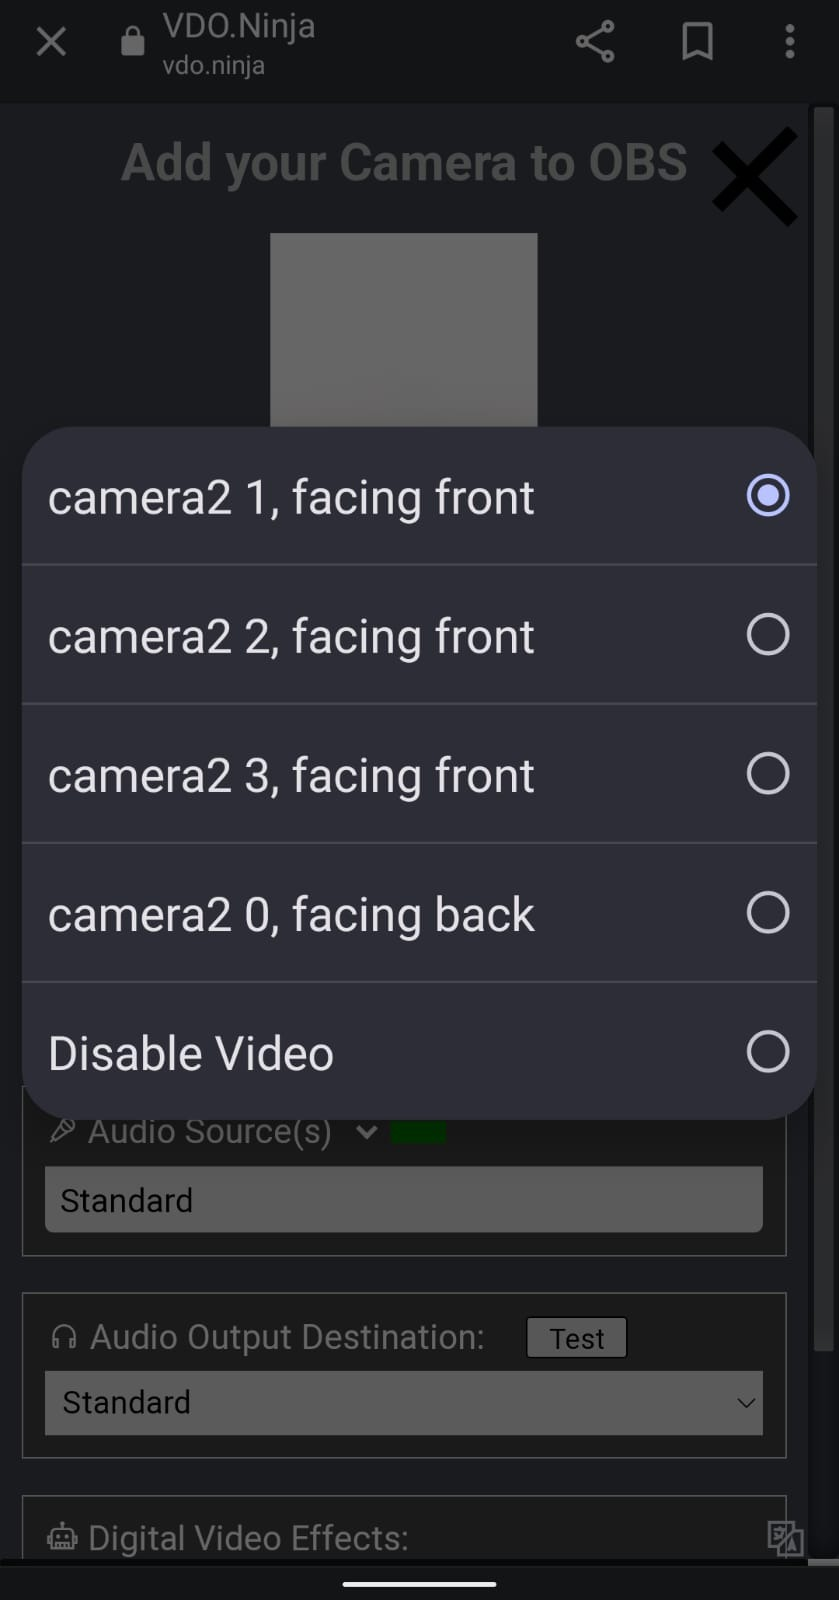 VDO.Ninja
vdo.ninja
Add your Camera to OBS
camera2 1, facing front
camera2 2, facing front
camera2 3, facing front
camera2 0, facing back
Disable Video
Audio Source(s)
Standard
Audio Output Destination: Test
Standard
Digital Video Effects: